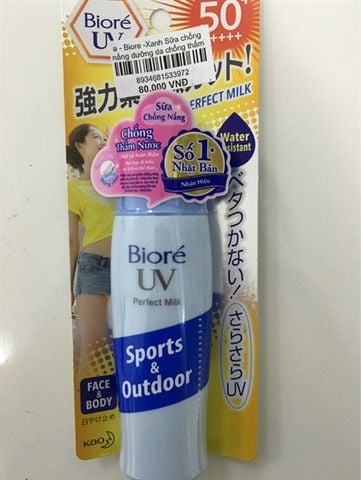 Bioré
UV
50+
++++
a - Biore -Xanh Sữa chống
nắng dưỡng da chống thấm
8934681533972
80.000 VNĐ
強力
PERFECT MILK
Sữa
Chống Nắng
Chống
Thấm Nước
Số 1
Nhật Bản
Nhãn Hiệu
Water
ベタつかない!
さらさらUV
Bioré
UV
Perfect Milk
Sports
&
Outdoor
FACE
&
BODY
日やけ止め
Kao